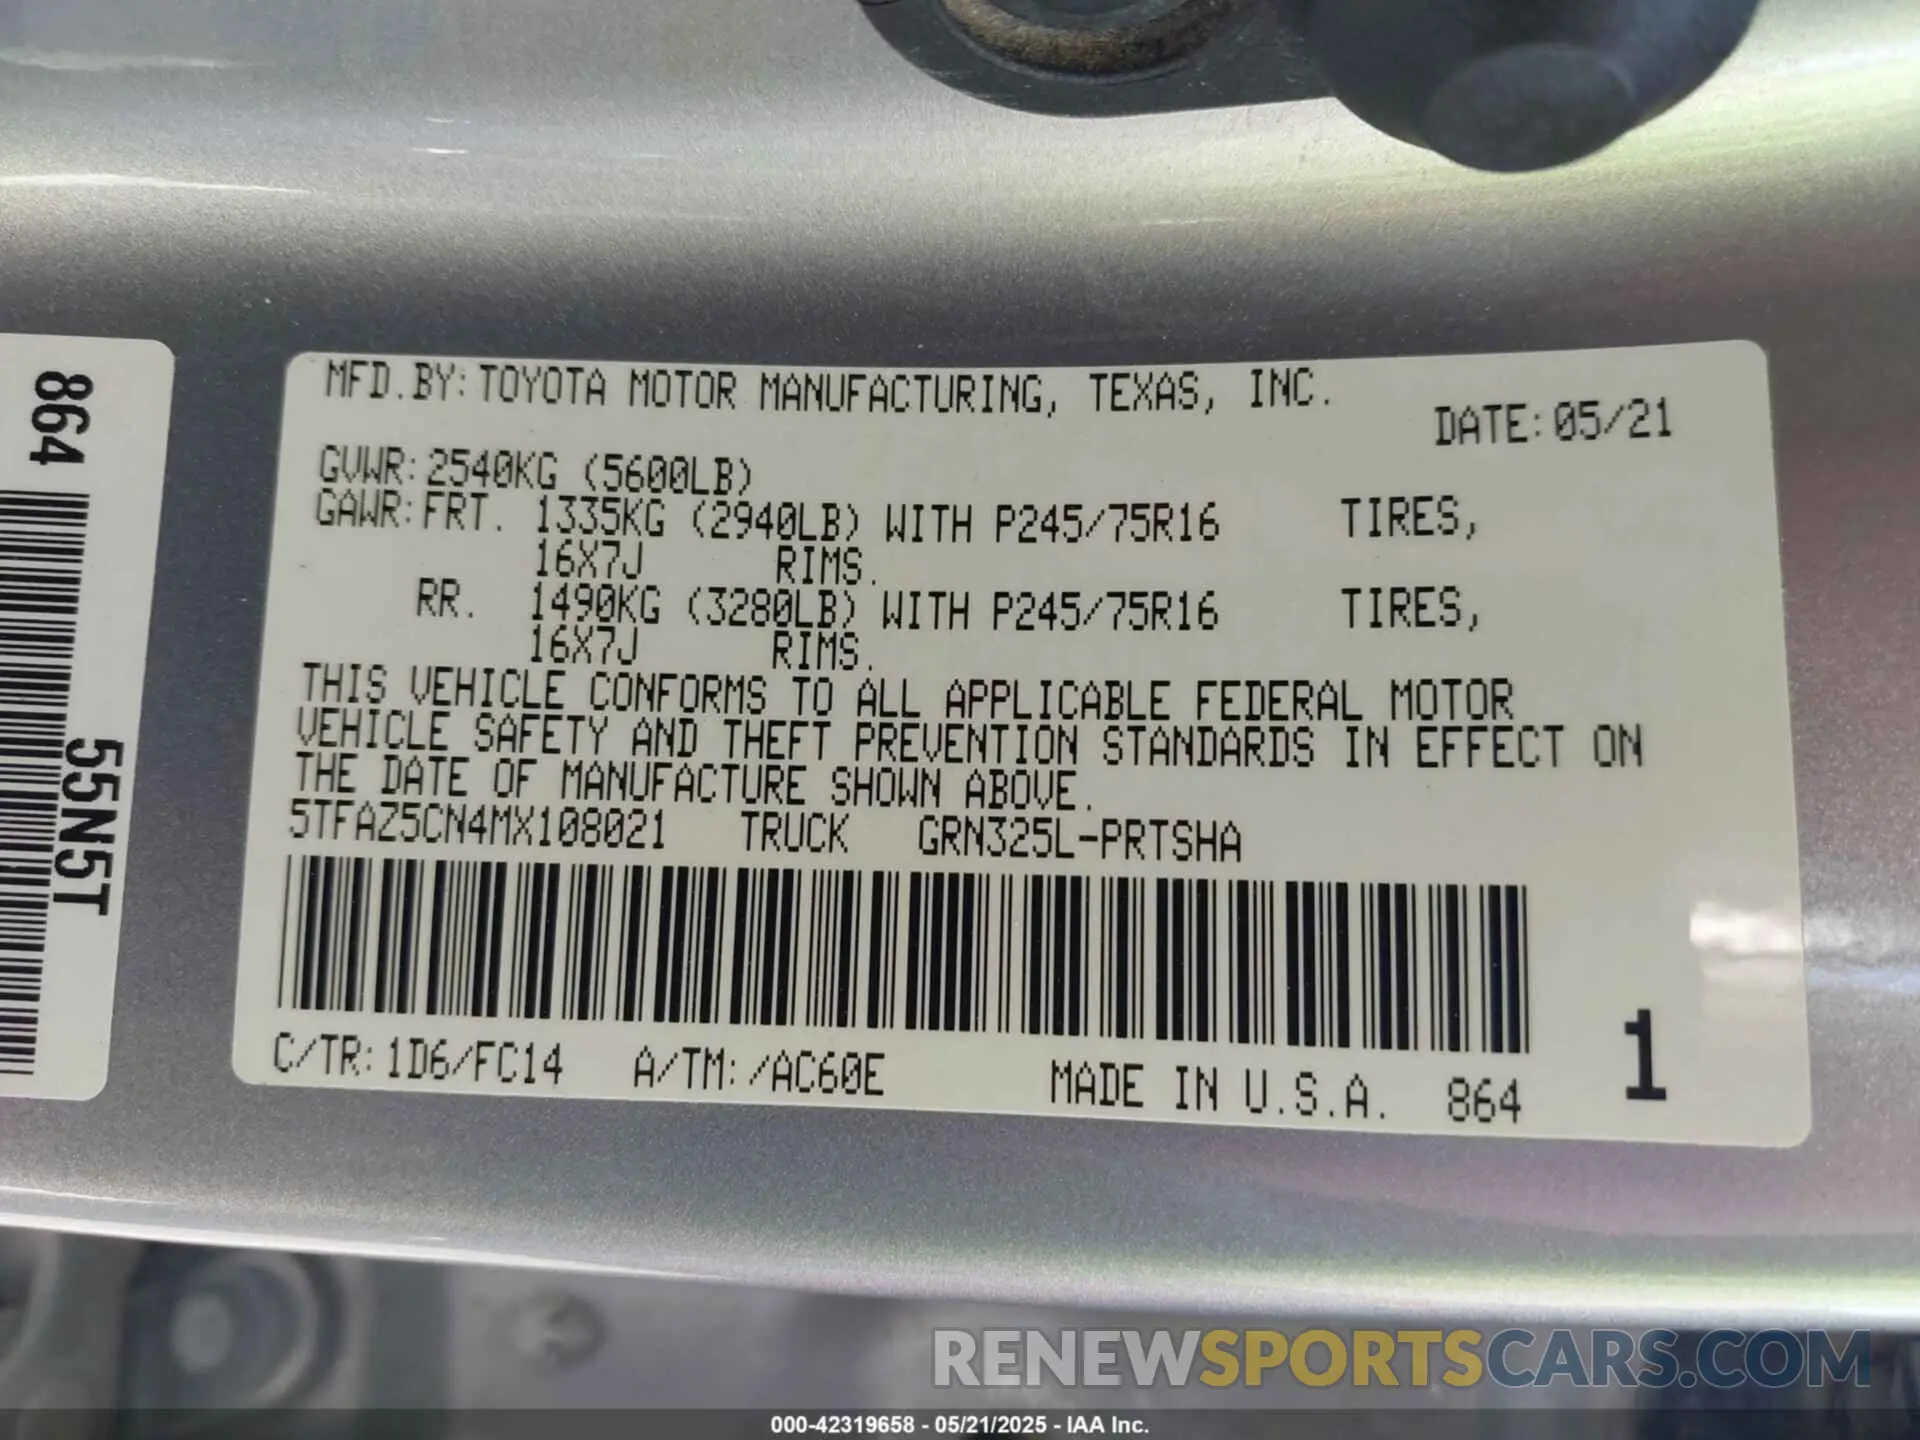 MFD.BY:TOYOTA MOTOR MANUFACTURING, TEXAS, INC.
DATE:05/21
GVWR:2540KG (5600LB)
GAWR:FRT. 1335KG (2940LB) WITH P245/75R16 TIRES,
16X7J RIMS.
RR. 1490KG (3280LB) WITH P245/75R16 TIRES,
16X7J RIMS.
THIS VEHICLE CONFORMS TO ALL APPLICABLE FEDERAL MOTOR
VEHICLE SAFETY AND THEFT PREVENTION STANDARDS IN EFFECT ON
THE DATE OF MANUFACTURE SHOWN ABOVE.
5TFAZ5CN4MX108021 TRUCK GRN325L-PRTSHA
C/TR:1D6/FC14 A/TM:/AC60E MADE IN U.S.A. 864
1
864
55N5T
RENEWSPORTSCARS.COM
000-42319658 - 05/21/2025 - IAA Inc.